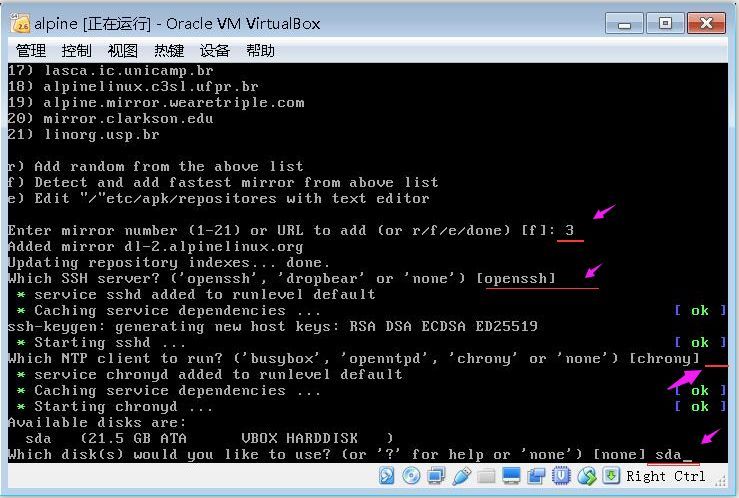 alpine [正在运行] - Oracle VM VirtualBox
管理 控制 视图 热键 设备 帮助
17) lasca.ic.unicamp.br
18) alpinelinux.c3sl.ufpr.br
19) alpine.mirror.wearetriple.com
20) mirror.clarkson.edu
21) linorg.usp.br
r) Add random from the above list
f) Detect and add fastest mirror from above list
e) Edit "/"etc/apk/repositores with text editor
Enter mirror number (1-21) or URL to add (or r/f/e/done) [f]: 3
Added mirror dl-2.alpinelinux.org
Updating repository indexes... done.
Which SSH server? ('openssh', 'dropbear' or 'none') [openssh]
* service sshd added to runlevel default
* Caching service dependencies ... [ ok ]
ssh-keygen: generating new host keys: RSA DSA ECDSA ED25519
* Starting sshd ... [ ok ]
Which NTP client to run? ('busybox', 'openntpd', 'chrony' or 'none') [chrony]
* service chronyd added to runlevel default
* Caching service dependencies ... [ ok ]
* Starting chronyd ... [ ok ]
Available disks are:
sda (21.5 GB ATA VBOX HARDDISK )
Which disk(s) would you like to use? (or '?' for help or 'none') [none] sda_
Right Ctrl